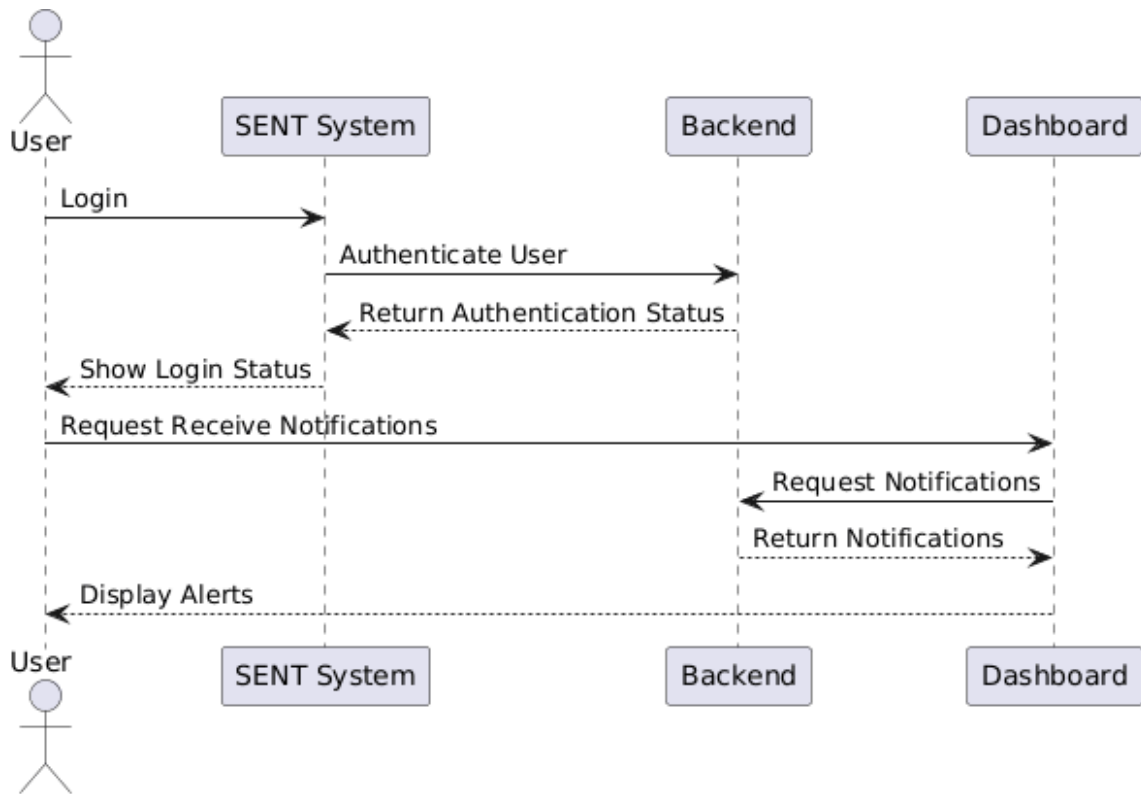 User
SENT System
Backend
Dashboard
Login
Authenticate User
Return Authentication Status
Show Login Status
Request Receive Notifications
Request Notifications
Return Notifications
Display Alerts
User
SENT System
Backend
Dashboard